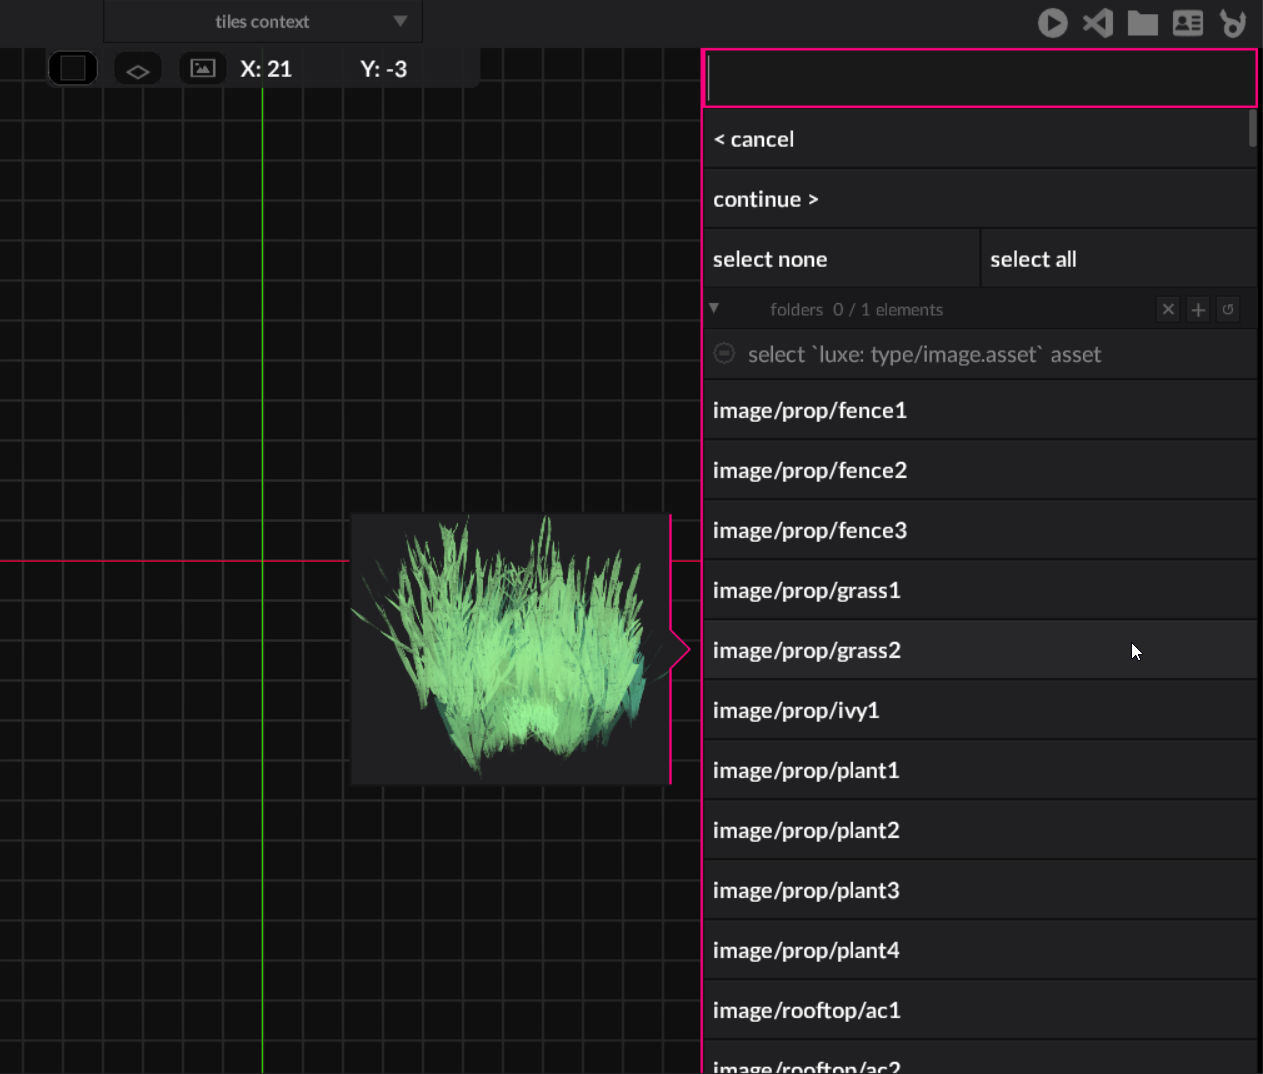 tiles context
X: 21 Y: -3
< cancel
continue >
select none select all
folders 0 / 1 elements
select `luxe: type/image.asset` asset
image/prop/fence1
image/prop/fence2
image/prop/fence3
image/prop/grass1
image/prop/grass2
image/prop/ivy1
image/prop/plant1
image/prop/plant2
image/prop/plant3
image/prop/plant4
image/rooftop/ac1
image/rooftop/ac2